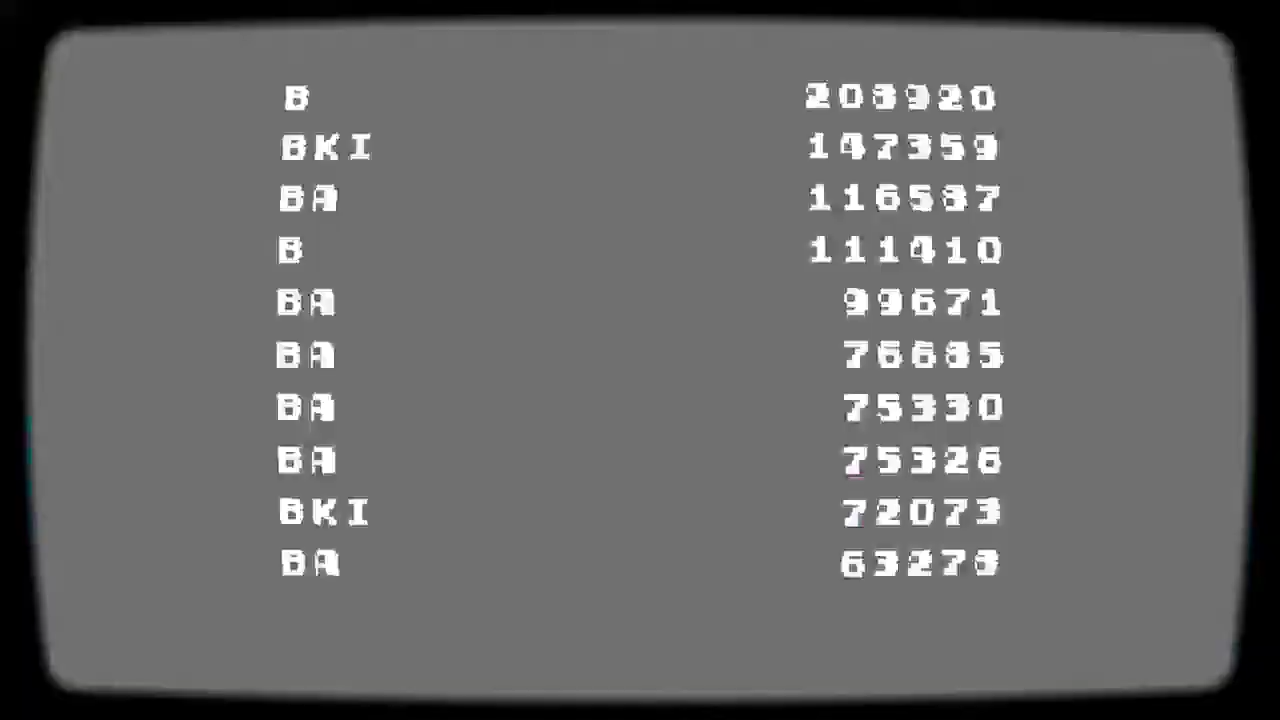 B 208920
BKI 147359
BA 116587
B 111410
BA 99671
BA 76685
BA 75330
BA 75326
BKI 72073
BA 63278